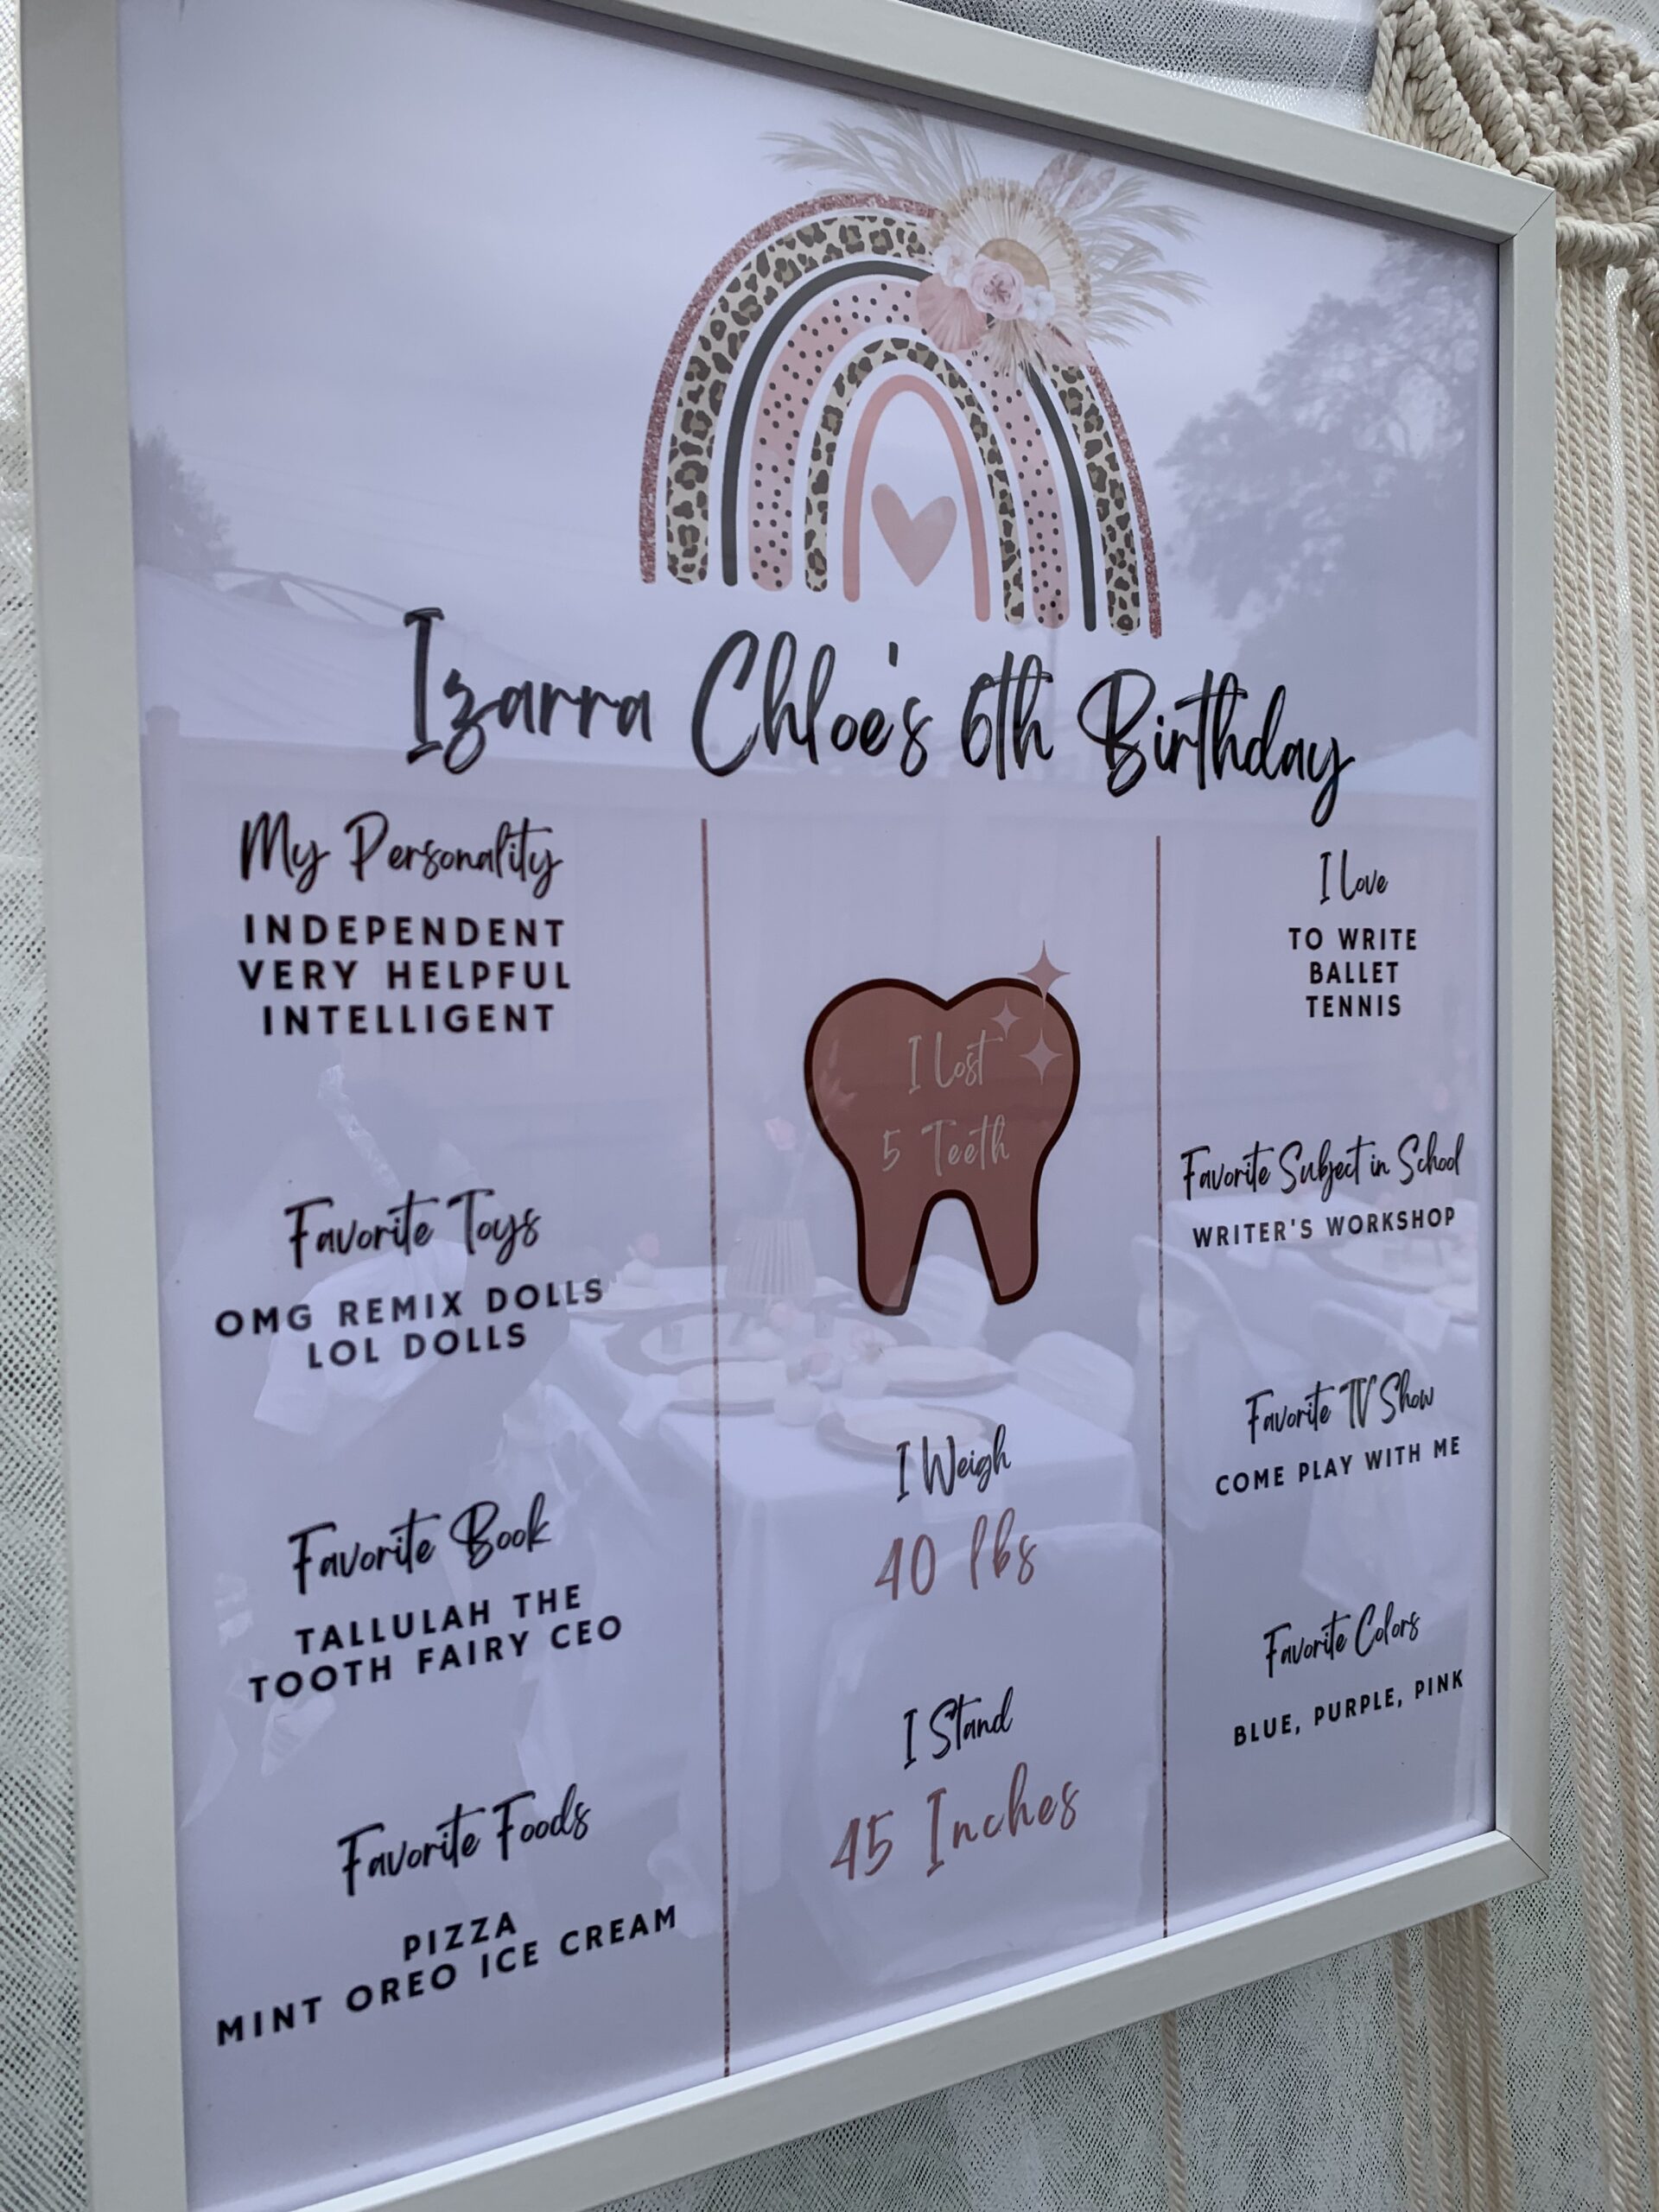 Izarra Chloe's 6th Birthday
My Personality
INDEPENDENT
VERY HELPFUL
INTELLIGENT
Favorite Toys
OMG REMIX DOLLS
LOL DOLLS
Favorite Book
TALLULAH THE
TOOTH FAIRY CEO
Favorite Foods
PIZZA
MINT OREO ICE CREAM
I Lost
5 Teeth
I Weigh
40 lbs
I Stand
45 Inches
I Love
TO WRITE
BALLET
TENNIS
Favorite Subject in School
WRITER'S WORKSHOP
Favorite TV Show
COME PLAY WITH ME
Favorite Colors
BLUE, PURPLE, PINK